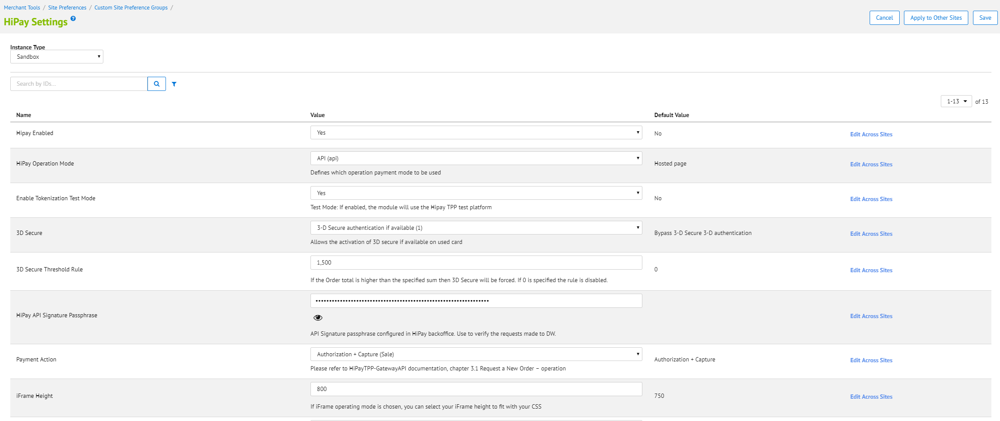 Merchant Tools / Site Preferences / Custom Site Preference Groups /
HiPay Settings ?
Cancel Apply to Other Sites Save
Instance Type
Sandbox
Search by IDs...
1-13 of 13
Name Value Default Value
Hipay Enabled Yes No Edit Across Sites
HiPay Operation Mode API (api) Hosted page Edit Across Sites
Defines which operation payment mode to be used
Enable Tokenization Test Mode Yes No Edit Across Sites
Test Mode: If enabled, the module will use the Hipay TPP test platform
3D Secure 3-D Secure authentication if available (1) Bypass 3-D Secure 3-D authentication Edit Across Sites
Allows the activation of 3D secure if available on used card
3D Secure Threshold Rule 1,500 0 Edit Across Sites
If the Order total is higher than the specified sum then 3D Secure will be forced. If 0 is specified the rule is disabled.
HiPay API Signature Passphrase Edit Across Sites
API Signature passphrase configured in HiPay backoffice. Use to verify the requests made to DW.
Payment Action Authorization + Capture (Sale) Authorization + Capture Edit Across Sites
Please refer to HiPayTPP-GatewayAPI documentation, chapter 3.1 Request a New Order – operation
iFrame Height 800 750 Edit Across Sites
If iFrame operating mode is chosen, you can select your iFrame height to fit with your CSS